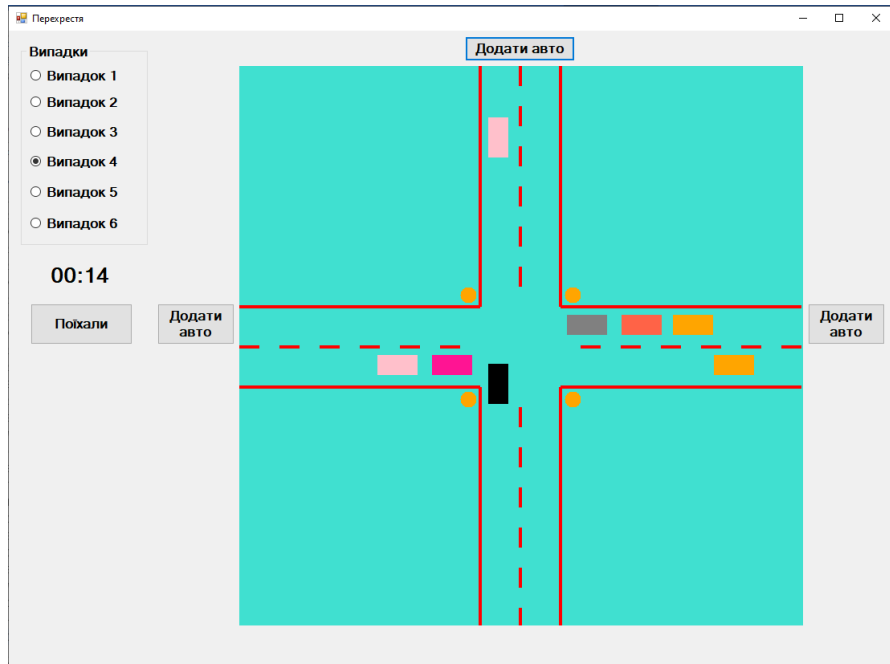 Перехрестя
Додати авто
Випадки
Випадок 1
Випадок 2
Випадок 3
Випадок 4
Випадок 5
Випадок 6
00:14
Поїхали
Додати
авто
Додати
авто